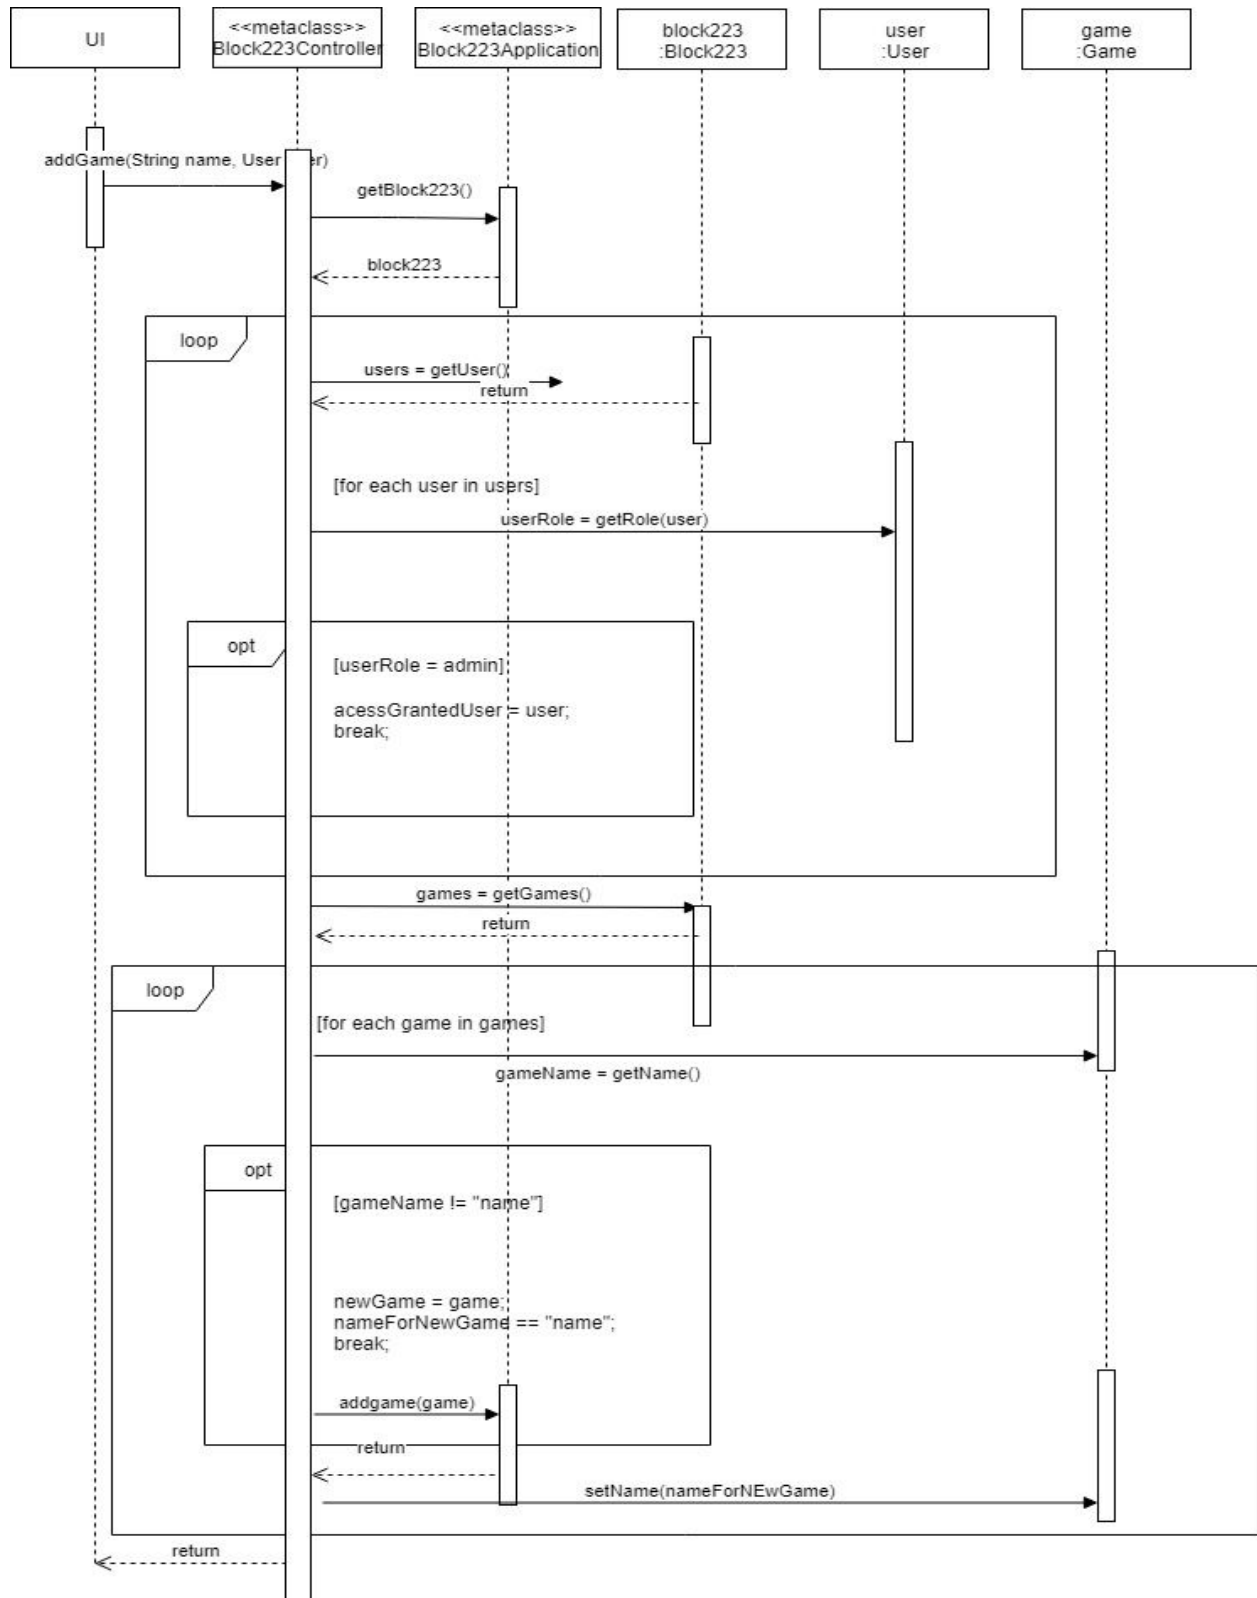 UI
<<metaclass>>
Block223Controller
<<metaclass>>
Block223Application
block223
:Block223
user
:User
game
:Game
addGame(String name, User er)
getBlock223()
block223
loop
users = getUser()
return
[for each user in users]
userRole = getRole(user)
opt
[userRole = admin]
acessGrantedUser = user;
break;
games = getGames()
return
loop
[for each game in games]
gameName = getName()
opt
[gameName != "name"]
newGame = game;
nameForNewGame == "name";
break;
addgame(game)
return
setName(nameForNEwGame)
return